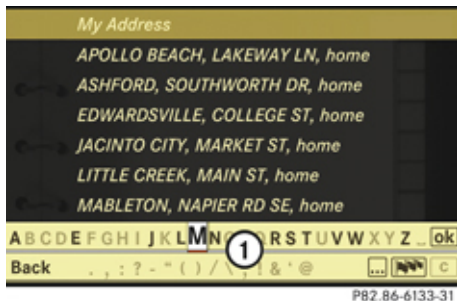 My Address
APOLLO BEACH, LAKEWAY LN, home
ASHFORD, SOUTHWORTH DR, home
EDWARDSVILLE, COLLEGE ST, home
JACINTO CITY, MARKET ST, home
LITTLE CREEK, MAIN ST, home
MABLETON, NAPIER RD SE, home
A B C D E F G H I J K L M N 1 Q R S T U V W X Y Z _ ok
Back . , : ? - " ( ) / \ ! & ' @ ... c
P82.86-6133-31